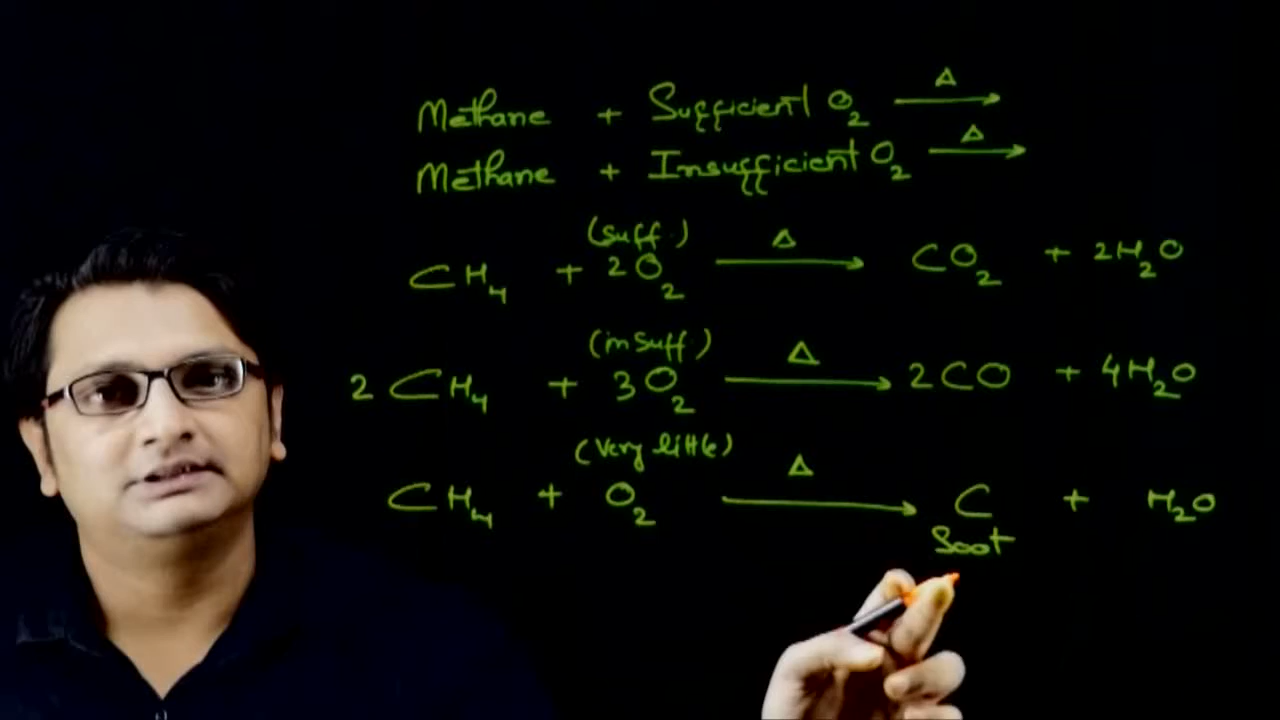 Methane + Sufficient O₂ —Δ→
Methane + Insufficient O₂ —Δ→
(suff.)
CH₄ + 2O₂ —Δ→ CO₂ + 2H₂O
(insuff.)
2CH₄ + 3O₂ —Δ→ 2CO + 4H₂O
(Very little)
CH₄ + O₂ —Δ→ C + H₂O
Soot